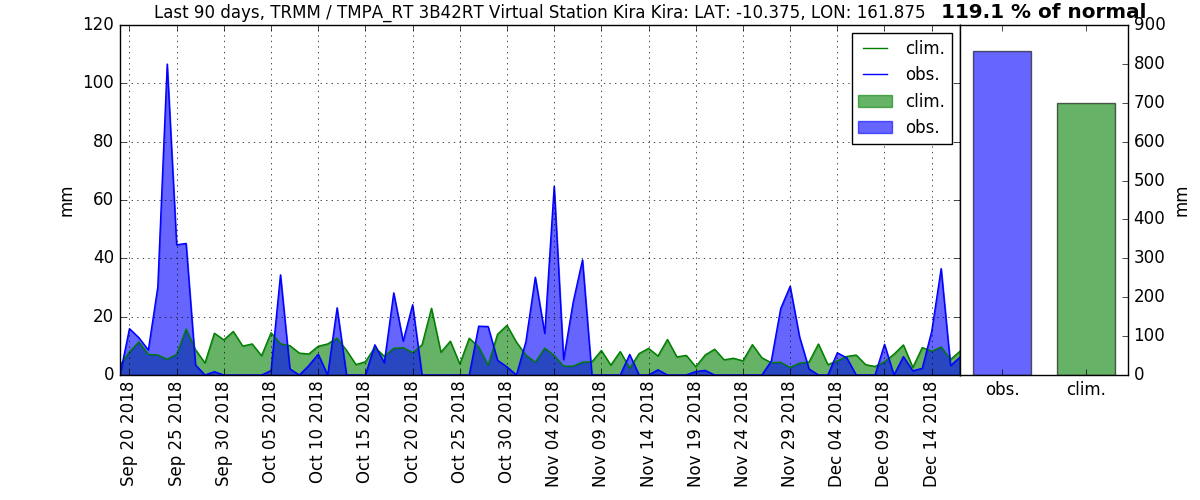 Last 90 days, TRMM / TMPA_RT 3B42RT Virtual Station Kira Kira: LAT: -10.375, LON: 161.875
119.1 % of normal
mm
120
100
80
60
40
20
0
clim.
obs.
clim.
obs.
Sep 20 2018
Sep 25 2018
Sep 30 2018
Oct 05 2018
Oct 10 2018
Oct 15 2018
Oct 20 2018
Oct 25 2018
Oct 30 2018
Nov 04 2018
Nov 09 2018
Nov 14 2018
Nov 19 2018
Nov 24 2018
Nov 29 2018
Dec 04 2018
Dec 09 2018
Dec 14 2018
900
800
700
600
500
400
300
200
100
0
mm
obs.
clim.